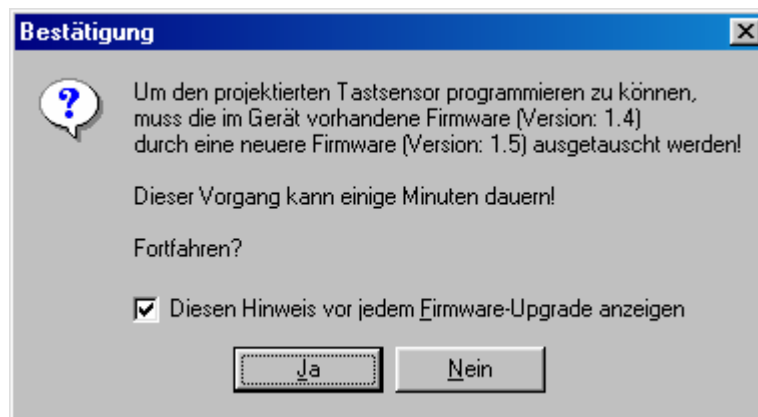 Bestätigung
Um den projektierten Tastsensor programmieren zu können,
muss die im Gerät vorhandene Firmware (Version: 1.4)
durch eine neuere Firmware (Version: 1.5) ausgetauscht werden!
Dieser Vorgang kann einige Minuten dauern!
Fortfahren?
Diesen Hinweis vor jedem Firmware-Upgrade anzeigen
Ja
Nein